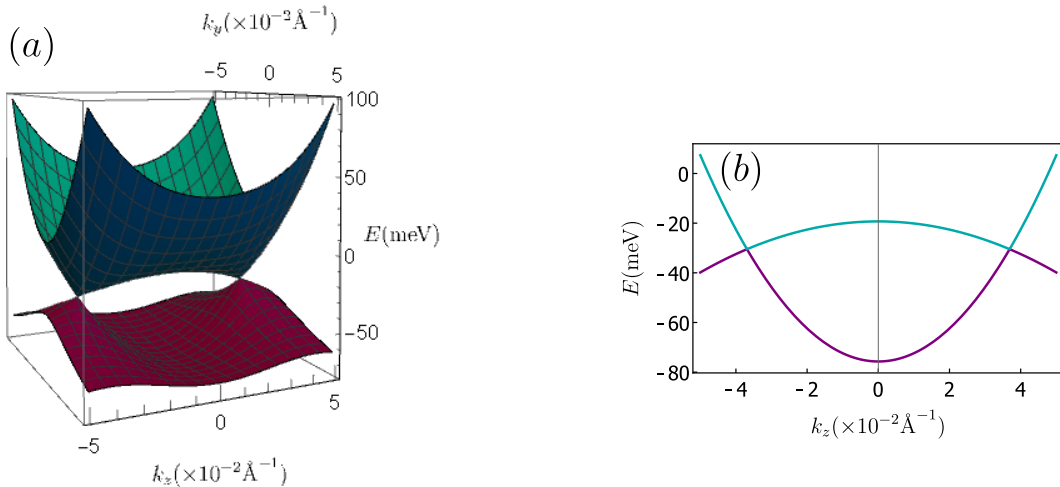 (a)
k_y(×10⁻²Å⁻¹)
−5 0 5
100
50
E(meV)
0
−50
−5 0 5
k_z(×10⁻²Å⁻¹)
(b)
0
−20
E(meV)
−40
−60
−80
−4 −2 0 2 4
k_z(×10⁻²Å⁻¹)